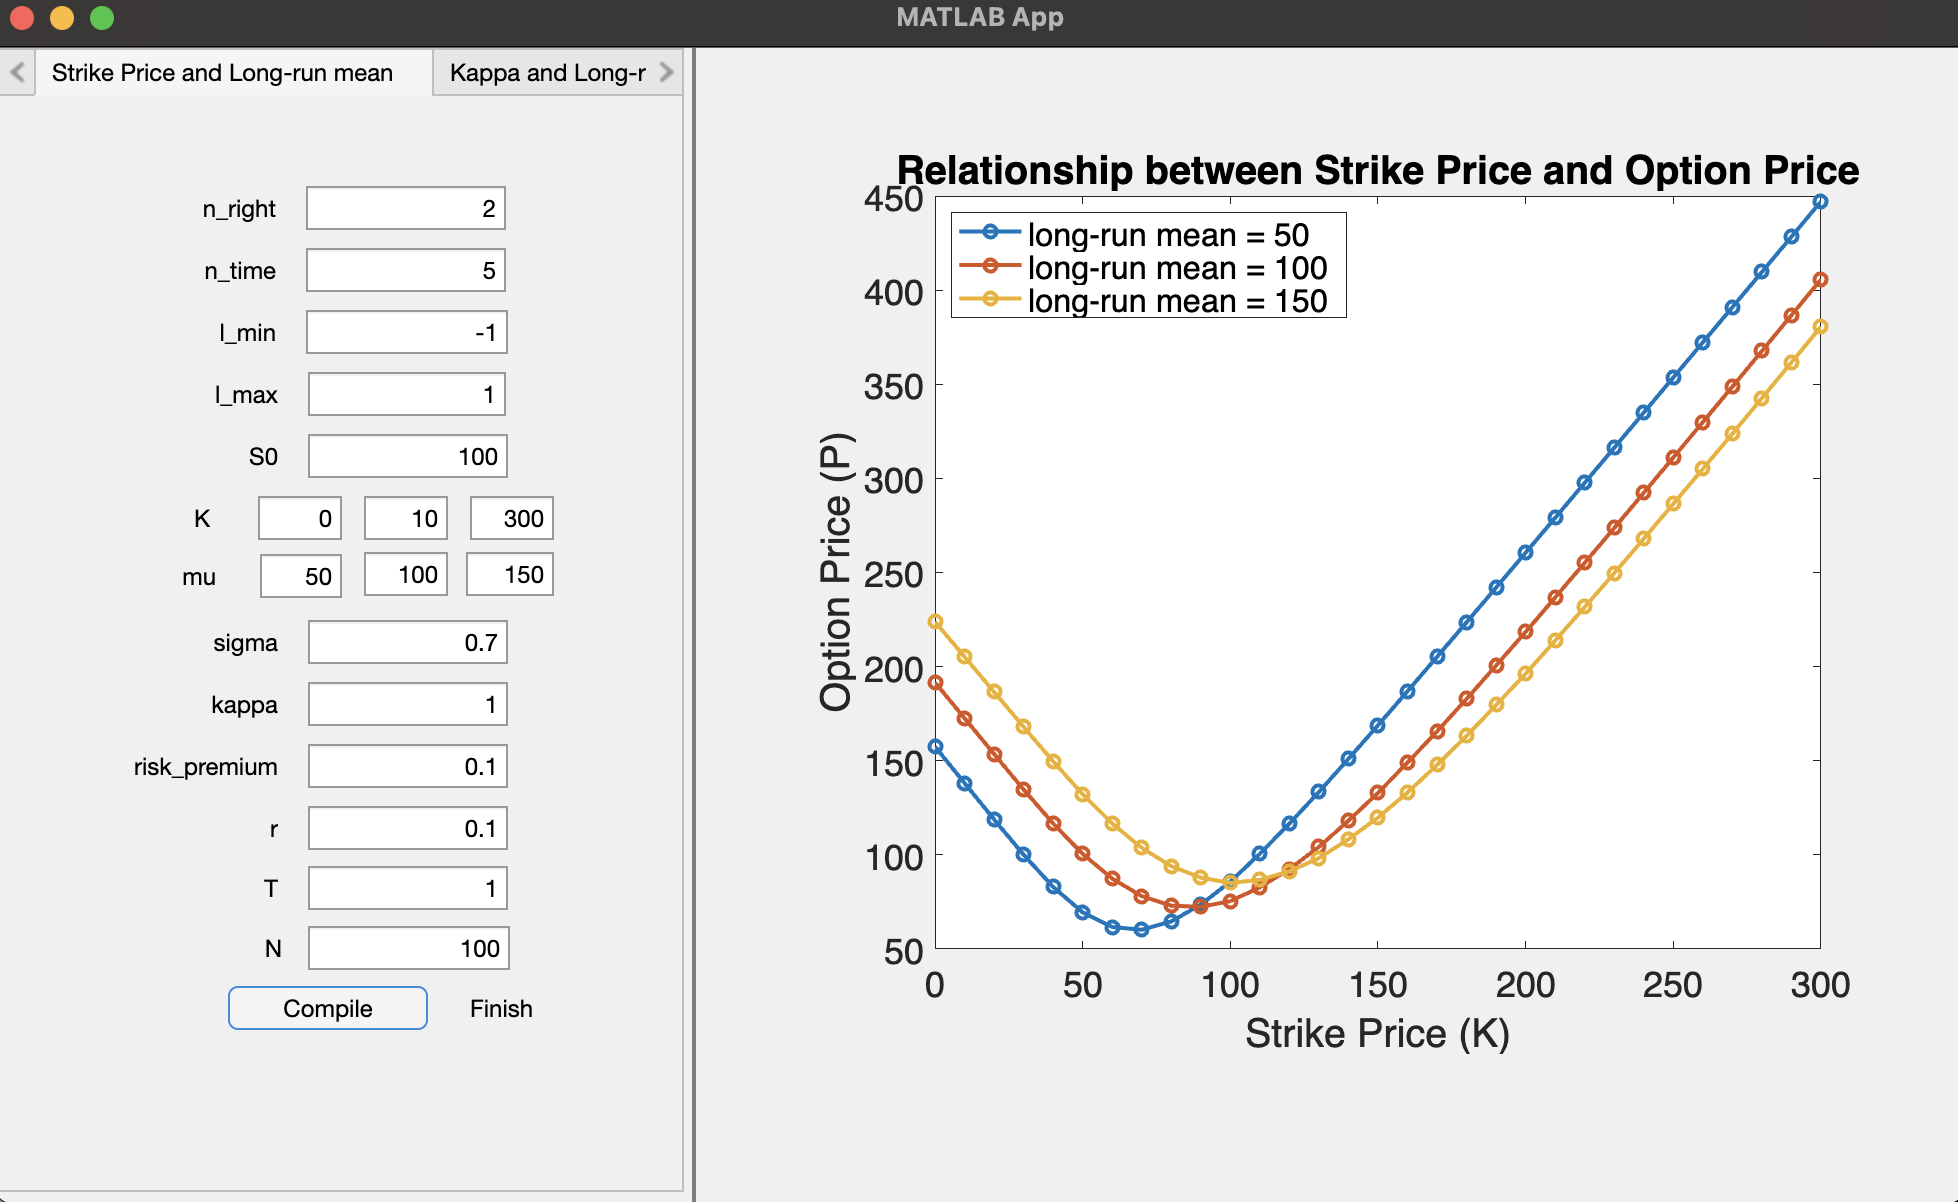 MATLAB App
Strike Price and Long-run mean
Kappa and Long-r
n_right 2
n_time 5
l_min -1
l_max 1
S0 100
K 0 10 300
mu 50 100 150
sigma 0.7
kappa 1
risk_premium 0.1
r 0.1
T 1
N 100
Compile Finish
Relationship between Strike Price and Option Price
long-run mean = 50
long-run mean = 100
long-run mean = 150
Option Price (P)
450
400
350
300
250
200
150
100
50
0 50 100 150 200 250 300
Strike Price (K)